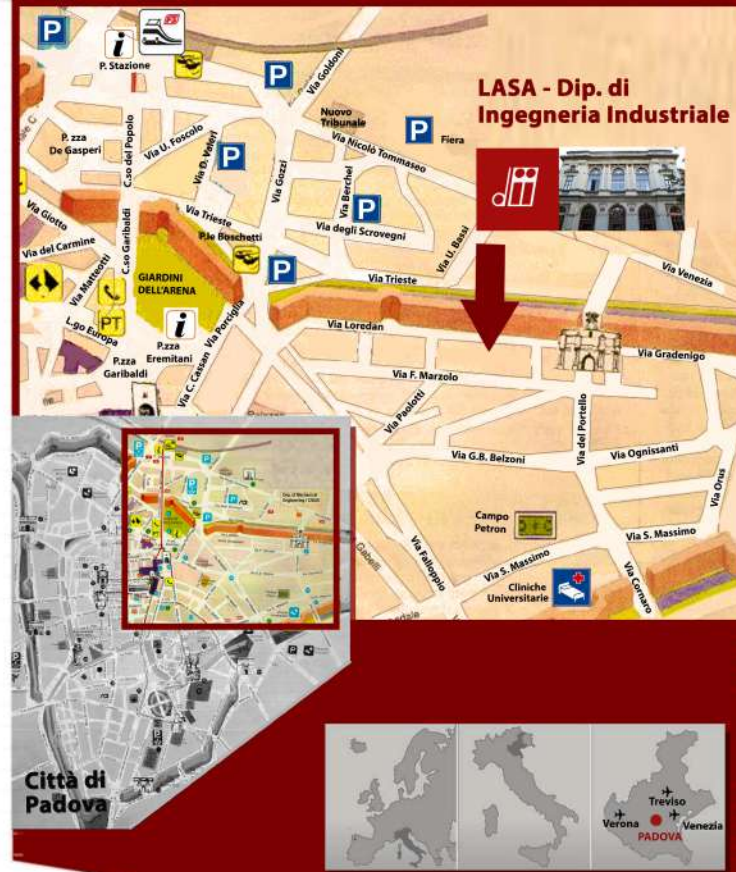 P
P. Stazione
P
Via Goldoni
LASA - Dip. di
Ingegneria Industriale
P. zza
De Gasperi
C.so del Popolo
Via U. Foscolo
Via D. Valeri
P
Via Gozzi
Nuovo
Tribunale
Via Nicolò Tommaseo
P
Fiera
Via Berchet
P
dii
Via Giotto
Via del Carmine
Via Matteotti
C.so Garibaldi
Via Trieste
P.le Boschetti
Via degli Scrovegni
Via U. Bassi
P
Via Trieste
Via Venezia
GIARDINI
DELL'ARENA
PT
L.go Europa
i
P.zza
Eremitani
Via Porciglia
Via Loredan
Via Gradenigo
P.zza
Garibaldi
Via C. Cassan
Via F. Marzolo
Via Paolotti
Via del Portello
Via G.B. Belzoni
Via Ognissanti
Via Orus
Campo
Petron
Gabelli
Via Falloppio
Via S. Massimo
Via S. Massimo
Cliniche
Universitarie
Via Cornaro
Città di
Padova
Treviso
Verona
Venezia
PADOVA